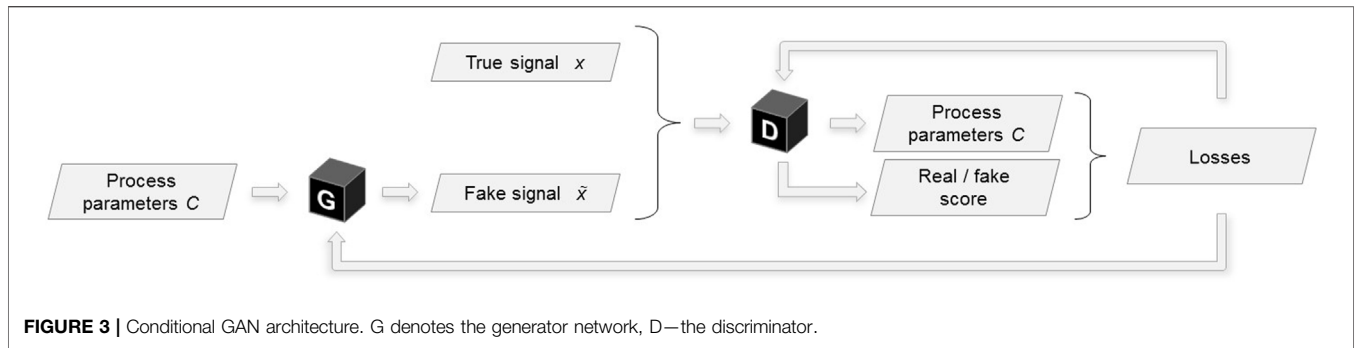 True signal x
Process
parameters C
G
Fake signal x̃
D
Process
parameters C
Real / fake
score
Losses
FIGURE 3 | Conditional GAN architecture. G denotes the generator network, D—the discriminator.